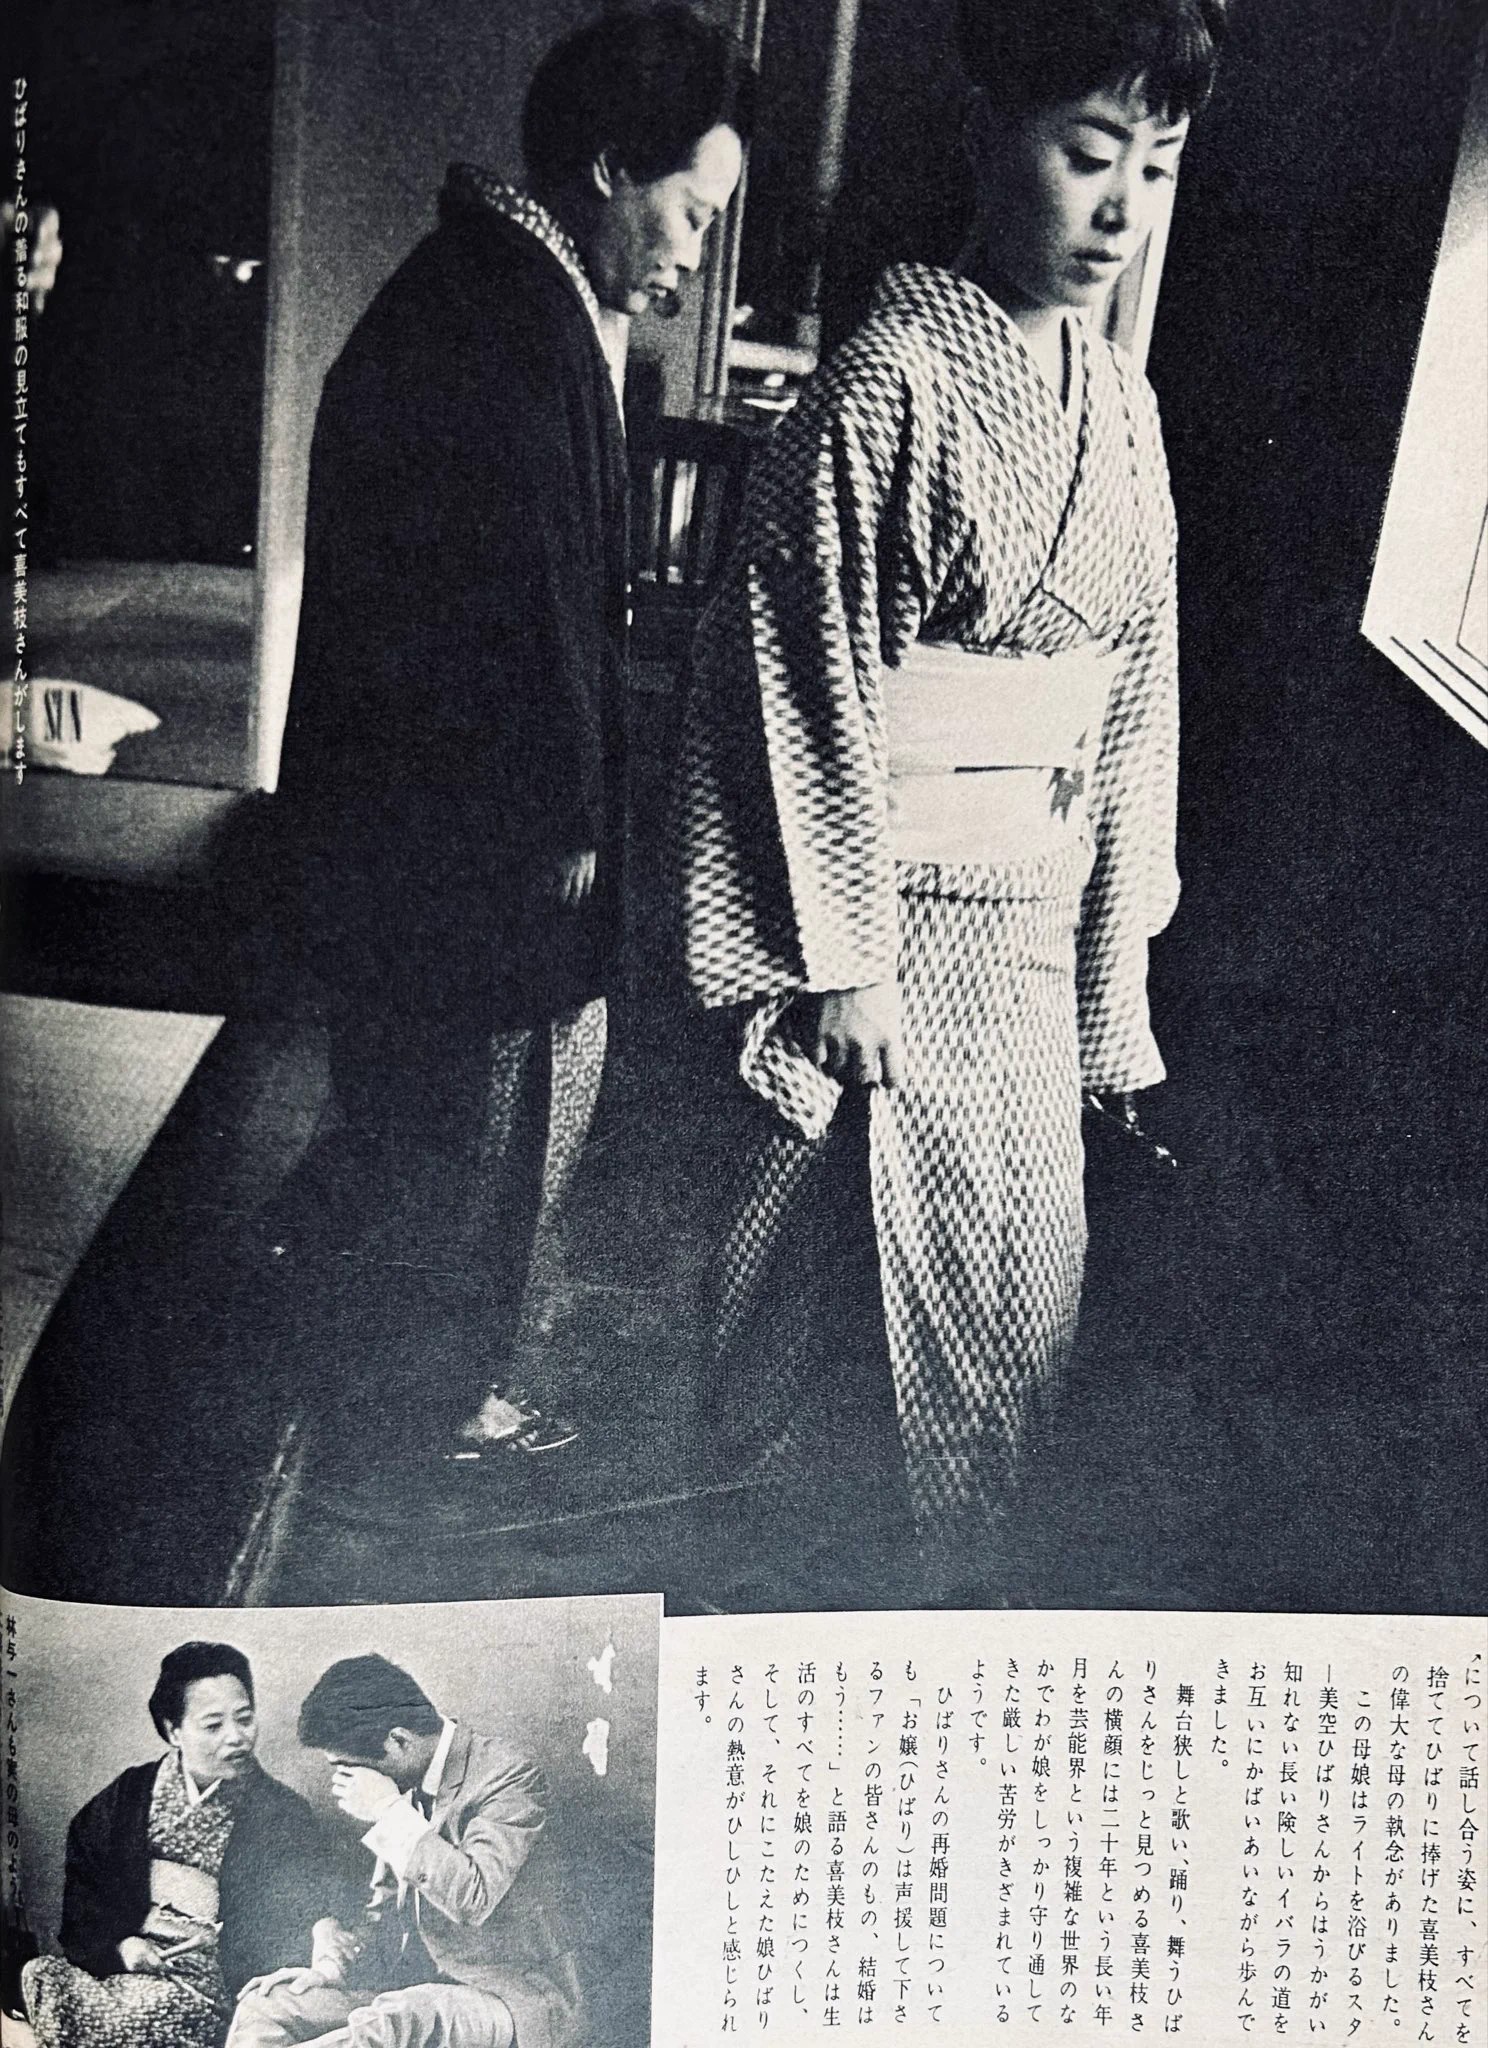 ひばりさんの着る和服の見立てもすべて喜美枝さんがします
SUN
について話し合う姿に、すべてを
捨ててひばりに捧げた喜美枝さん
の偉大な母の執念がありました。
この母娘はライトを浴びるスタ
ー美空ひばりさんからはうかがい
知れない長い険しいイバラの道を
お互いにかばいあいながら歩んで
きました。
舞台狭しと歌い、踊り、舞うひば
りさんをじっと見つめる喜美枝さ
んの横顔には二十年という長い年
月を芸能界という複雑な世界のな
かでわが娘をしっかり守り通して
きた厳しい苦労がきざまれている
ようです。
ひばりさんの再婚問題について
も「お嬢(ひばり)は声援して下さ
るファンの皆さんのもの、結婚は
もう……」と語る喜美枝さんは生
活のすべてを娘のためにつくし、
そして、それにこたえた娘ひばり
さんの熱意がひしひしと感じられ
ます。
林与一さんも実の母のよう